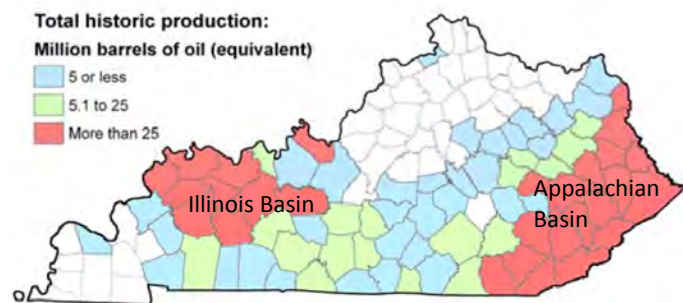 Total historic production:
Million barrels of oil (equivalent)
5 or less
5.1 to 25
More than 25
Illinois Basin
Appalachian
Basin